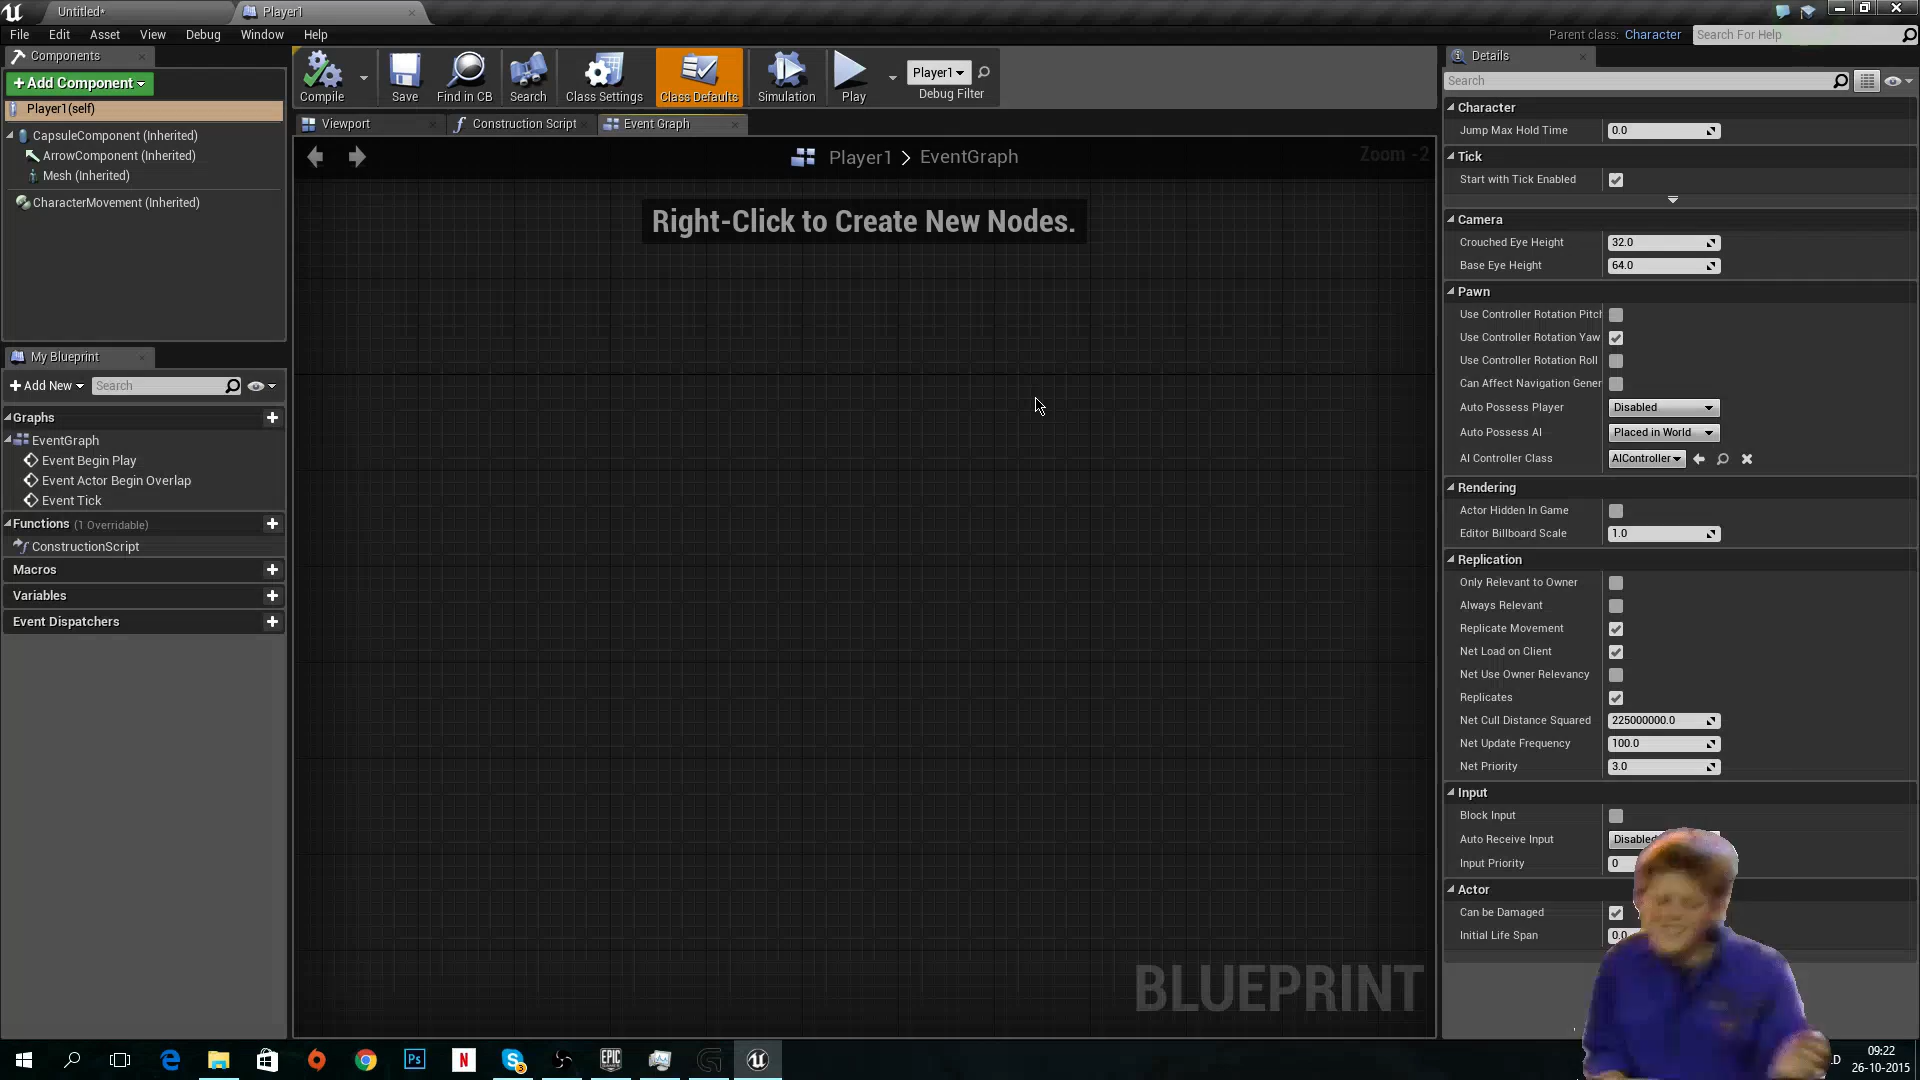 Untitled*
Player1
File Edit Asset View Debug Window Help
Parent class: Character
Search For Help
Components
+Add Component
Player1(self)
CapsuleComponent (Inherited)
ArrowComponent (Inherited)
Mesh (Inherited)
CharacterMovement (Inherited)
My Blueprint
+Add New
Search
Graphs
EventGraph
Event Begin Play
Event Actor Begin Overlap
Event Tick
Functions (1 Overridable)
ConstructionScript
Macros
Variables
Event Dispatchers
Compile
Save
Find in CB
Search
Class Settings
Class Defaults
Simulation
Play
Player1
Debug Filter
Viewport
Construction Script
Event Graph
Player1 > EventGraph
Zoom -2
Right-Click to Create New Nodes.
BLUEPRINT
Details
Search
Character
Jump Max Hold Time 0.0
Tick
Start with Tick Enabled
Camera
Crouched Eye Height 32.0
Base Eye Height 64.0
Pawn
Use Controller Rotation Pitch
Use Controller Rotation Yaw
Use Controller Rotation Roll
Can Affect Navigation Gener
Auto Possess Player Disabled
Auto Possess AI Placed in World
AI Controller Class AIController
Rendering
Actor Hidden In Game
Editor Billboard Scale 1.0
Replication
Only Relevant to Owner
Always Relevant
Replicate Movement
Net Load on Client
Net Use Owner Relevancy
Replicates
Net Cull Distance Squared 225000000.0
Net Update Frequency 100.0
Net Priority 3.0
Input
Block Input
Auto Receive Input Disabled
Input Priority 0
Actor
Can be Damaged
Initial Life Span 0.0
Ps
N
3
EPIC
GAMES
09:22
26-10-2015